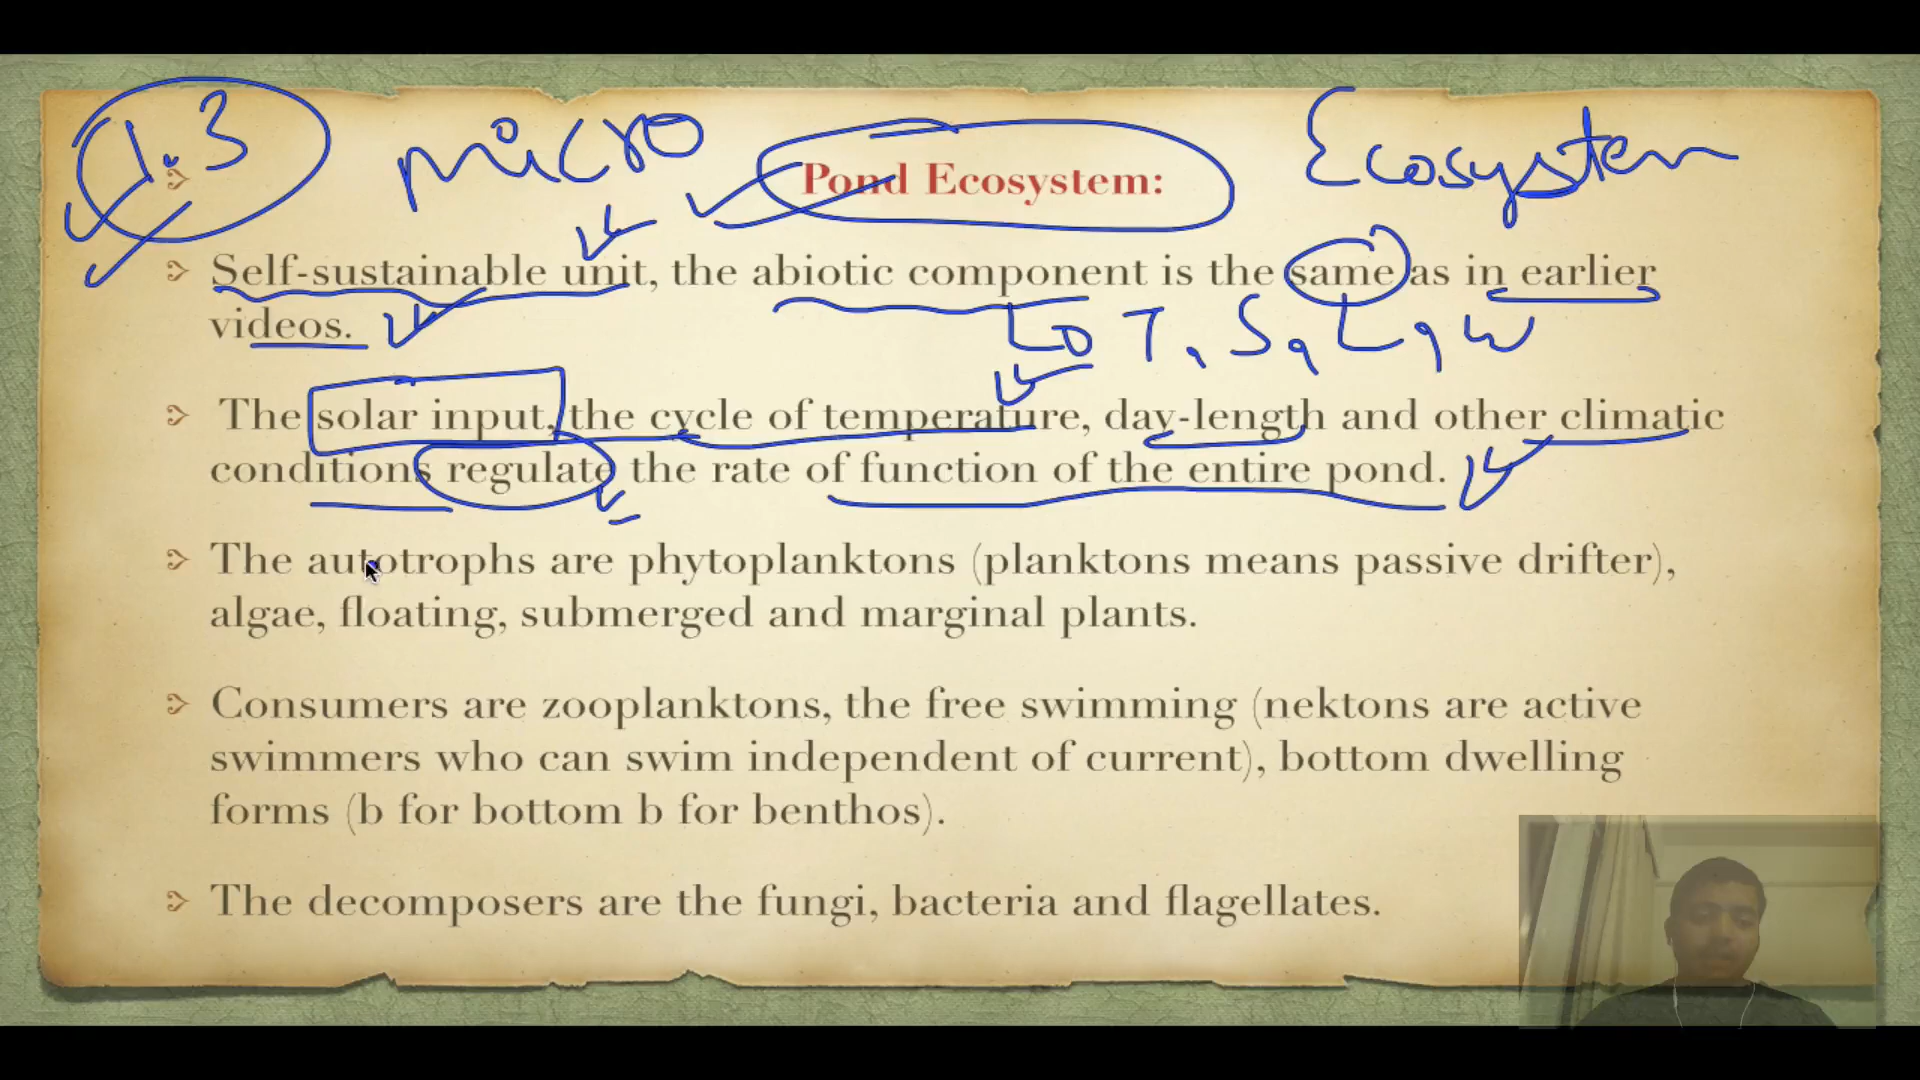 1.3 micro Ecosystem
Pond Ecosystem:
Self-sustainable unit, the abiotic component is the same as in earlier
videos.
T, S, L, W
The solar input, the cycle of temperature, day-length and other climatic
conditions regulate the rate of function of the entire pond.
The autotrophs are phytoplanktons (planktons means passive drifter),
algae, floating, submerged and marginal plants.
Consumers are zooplanktons, the free swimming (nektons are active
swimmers who can swim independent of current), bottom dwelling
forms (b for bottom b for benthos).
The decomposers are the fungi, bacteria and flagellates.